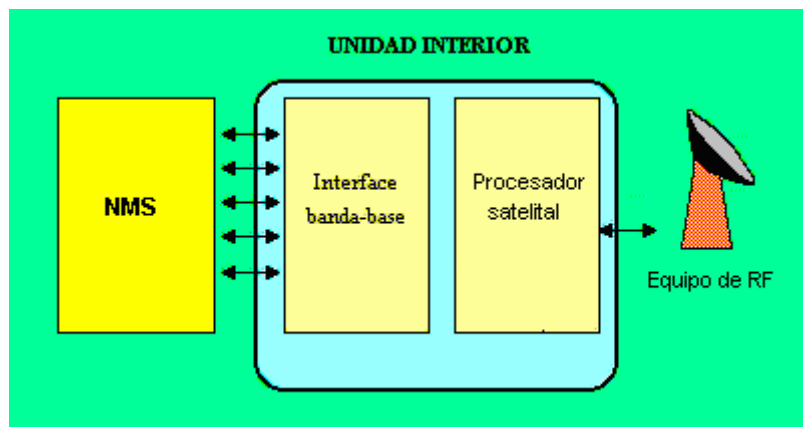 UNIDAD INTERIOR
NMS
Interface
banda-base
Procesador
satelital
Equipo de RF